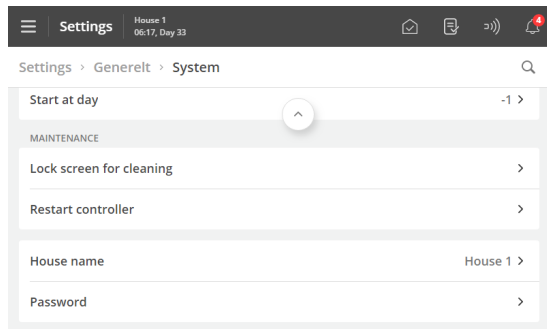 Settings
House 1
06:17, Day 33
4
Settings > Generelt > System
Start at day -1 >
MAINTENANCE
Lock screen for cleaning >
Restart controller >
House name House 1 >
Password >